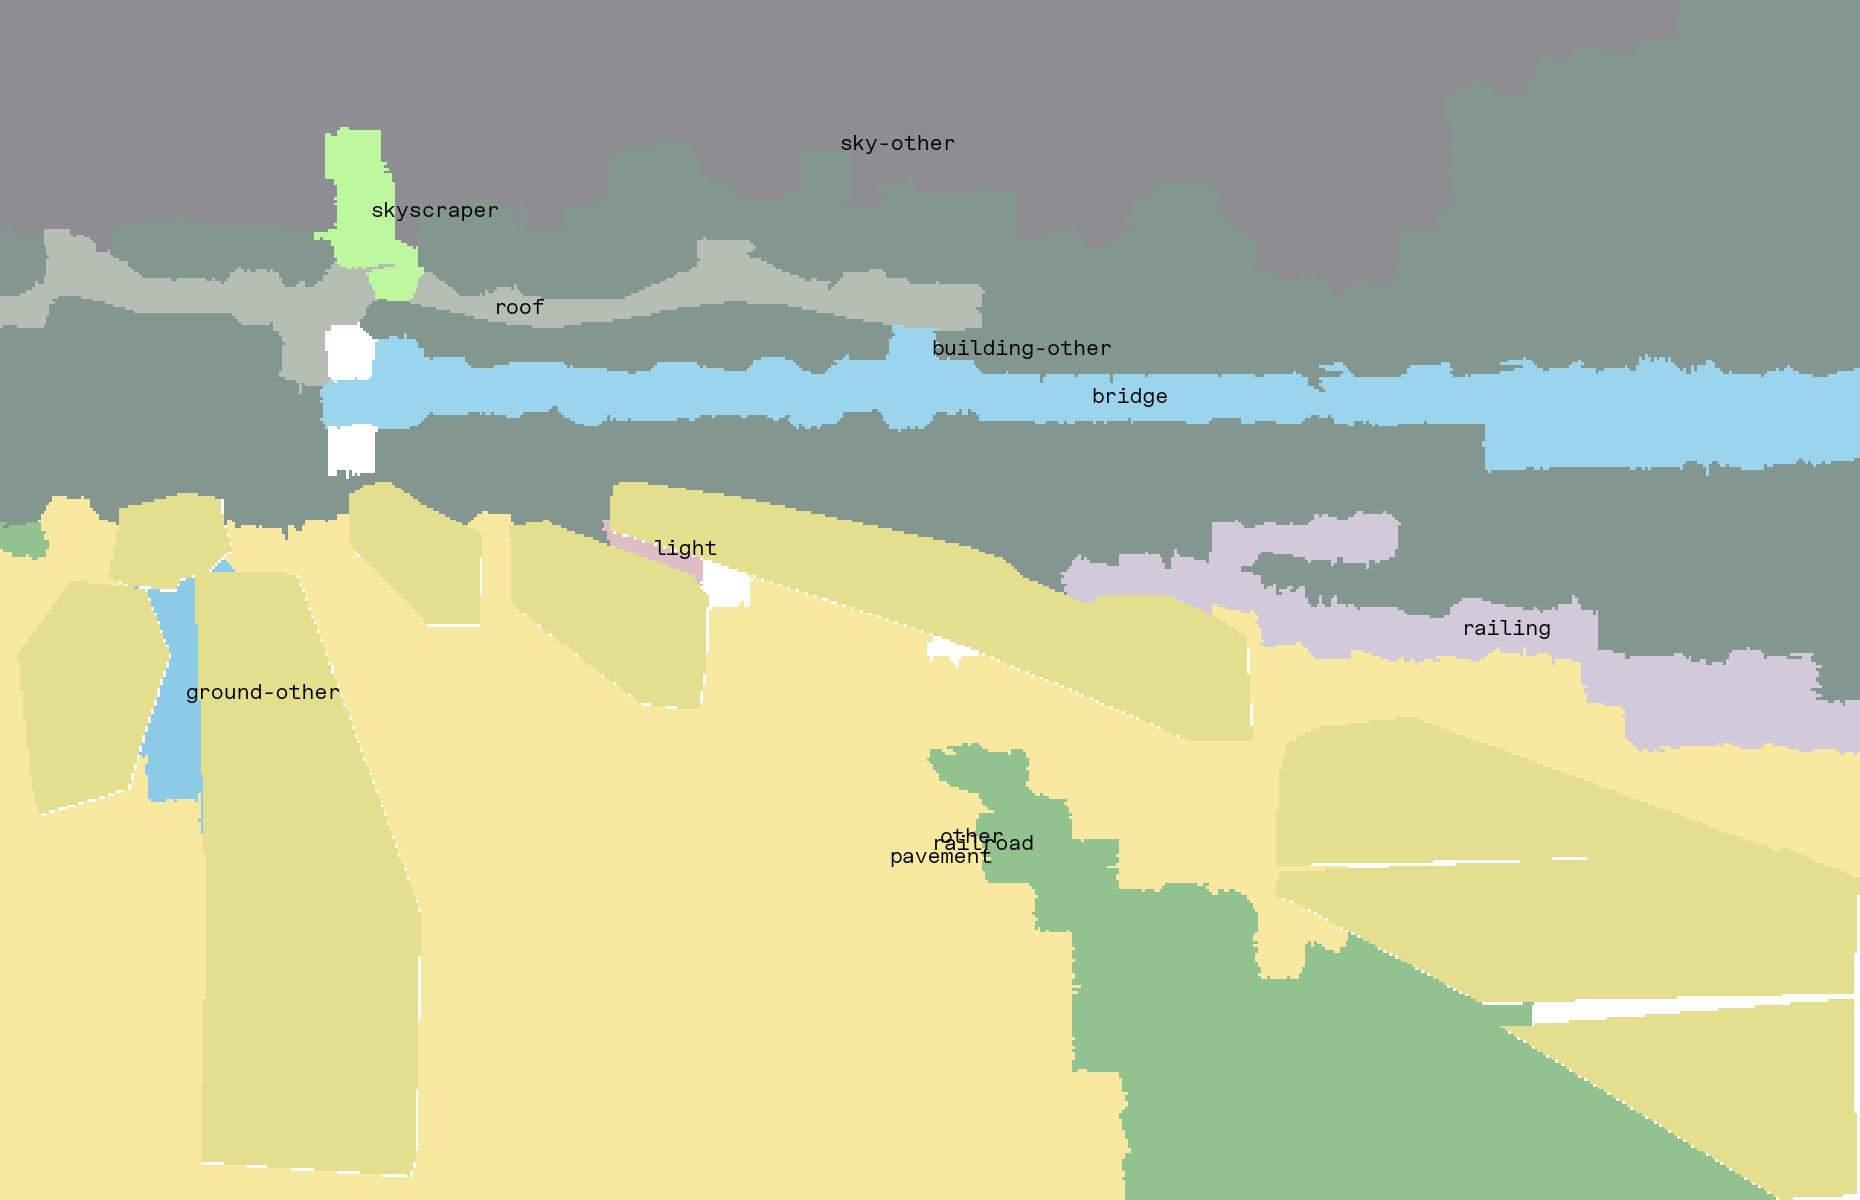 sky-other
skyscraper
roof
building-other
bridge
light
railing
ground-other
other
railroad
pavement